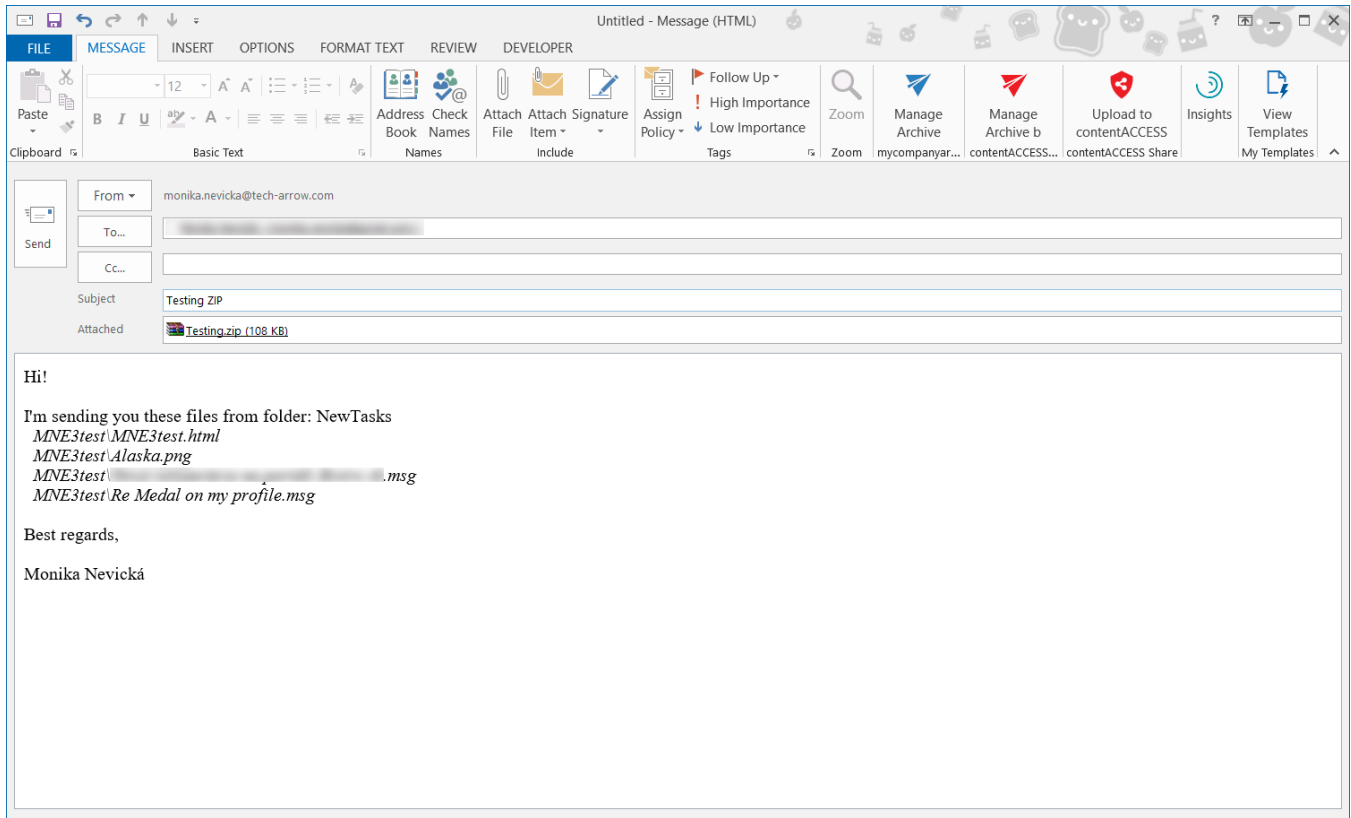 Untitled - Message (HTML)
?
FILE MESSAGE INSERT OPTIONS FORMAT TEXT REVIEW DEVELOPER
Paste
Clipboard
12
A A
B I U ab A
Basic Text
Address Book
Check Names
Names
Attach File
Attach Item
Signature
Include
Assign Policy
Follow Up
High Importance
Low Importance
Tags
Zoom
Zoom
Manage Archive
mycompanyar...
Manage Archive b
contentACCESS...
Upload to contentACCESS
contentACCESS Share
Insights
View Templates
My Templates
Send
From monika.nevicka@tech-arrow.com
To...
Cc...
Subject Testing ZIP
Attached Testing.zip (108 KB)
Hi!
I'm sending you these files from folder: NewTasks
MNE3test\MNE3test.html
MNE3test\Alaska.png
MNE3test\ .msg
MNE3test\Re Medal on my profile.msg
Best regards,
Monika Nevická